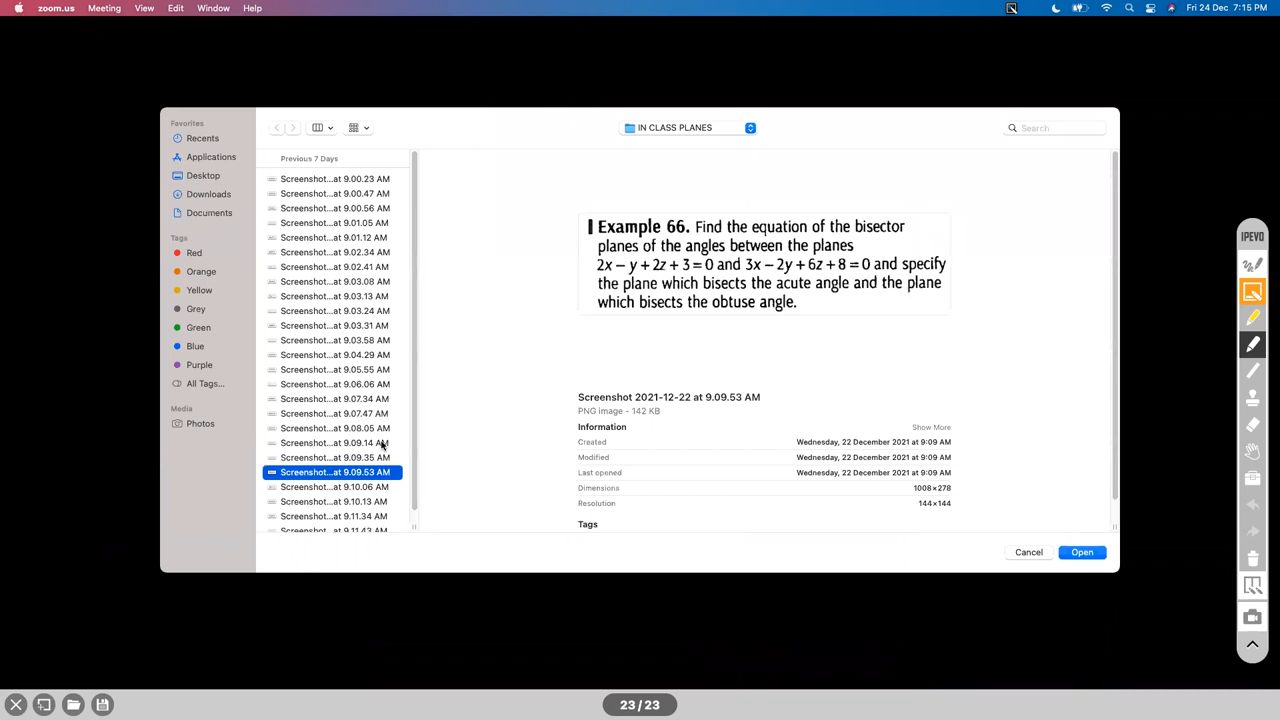 zoom.us Meeting View Edit Window Help Fri 24 Dec 7:15 PM
Favorites
Recents
Applications
Desktop
Downloads
Documents
Tags
Red
Orange
Yellow
Grey
Green
Blue
Purple
All Tags...
Media
Photos
IN CLASS PLANES
Search
Previous 7 Days
Screenshot...at 9.00.23 AM
Screenshot...at 9.00.47 AM
Screenshot...at 9.00.56 AM
Screenshot...at 9.01.05 AM
Screenshot...at 9.01.12 AM
Screenshot...at 9.02.34 AM
Screenshot...at 9.02.41 AM
Screenshot...at 9.03.08 AM
Screenshot...at 9.03.13 AM
Screenshot...at 9.03.24 AM
Screenshot...at 9.03.31 AM
Screenshot...at 9.03.58 AM
Screenshot...at 9.04.29 AM
Screenshot...at 9.05.55 AM
Screenshot...at 9.06.06 AM
Screenshot...at 9.07.34 AM
Screenshot...at 9.07.47 AM
Screenshot...at 9.08.05 AM
Screenshot...at 9.09.14 AM
Screenshot...at 9.09.35 AM
Screenshot...at 9.09.53 AM
Screenshot...at 9.10.06 AM
Screenshot...at 9.10.13 AM
Screenshot...at 9.11.34 AM
Screenshot...at 9.11.43 AM
Example 66. Find the equation of the bisector
planes of the angles between the planes
2x − y + 2z + 3 = 0 and 3x − 2y + 6z + 8 = 0 and specify
the plane which bisects the acute angle and the plane
which bisects the obtuse angle.
Screenshot 2021-12-22 at 9.09.53 AM
PNG image - 142 KB
Information Show More
Created Wednesday, 22 December 2021 at 9:09 AM
Modified Wednesday, 22 December 2021 at 9:09 AM
Last opened Wednesday, 22 December 2021 at 9:09 AM
Dimensions 1008×278
Resolution 144×144
Tags
Cancel Open
IPEVO
23 / 23